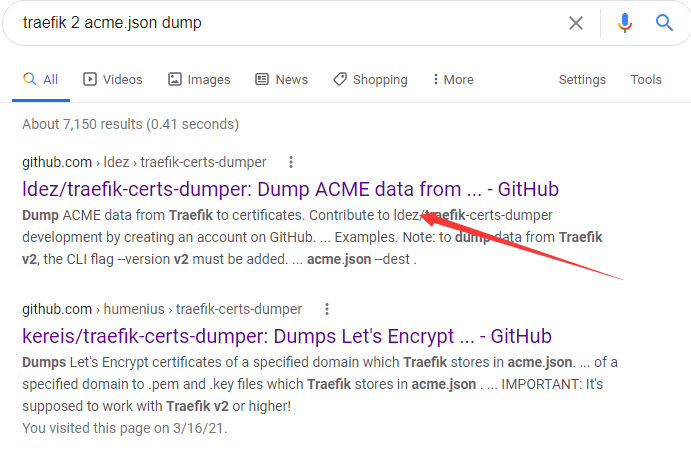 traefik 2 acme.json dump
All Videos Images News Shopping More Settings Tools
About 7,150 results (0.41 seconds)
github.com › ldez › traefik-certs-dumper
ldez/traefik-certs-dumper: Dump ACME data from ... - GitHub
Dump ACME data from Traefik to certificates. Contribute to ldez/traefik-certs-dumper
development by creating an account on GitHub. ... Examples. Note: to dump data from Traefik
v2, the CLI flag --version v2 must be added. ... acme.json --dest .
github.com › humenius › traefik-certs-dumper
kereis/traefik-certs-dumper: Dumps Let's Encrypt ... - GitHub
Dumps Let's Encrypt certificates of a specified domain which Traefik stores in acme.json. ... of a
specified domain to .pem and .key files which Traefik stores in acme.json . ... IMPORTANT: It's
supposed to work with Traefik v2 or higher!
You visited this page on 3/16/21.